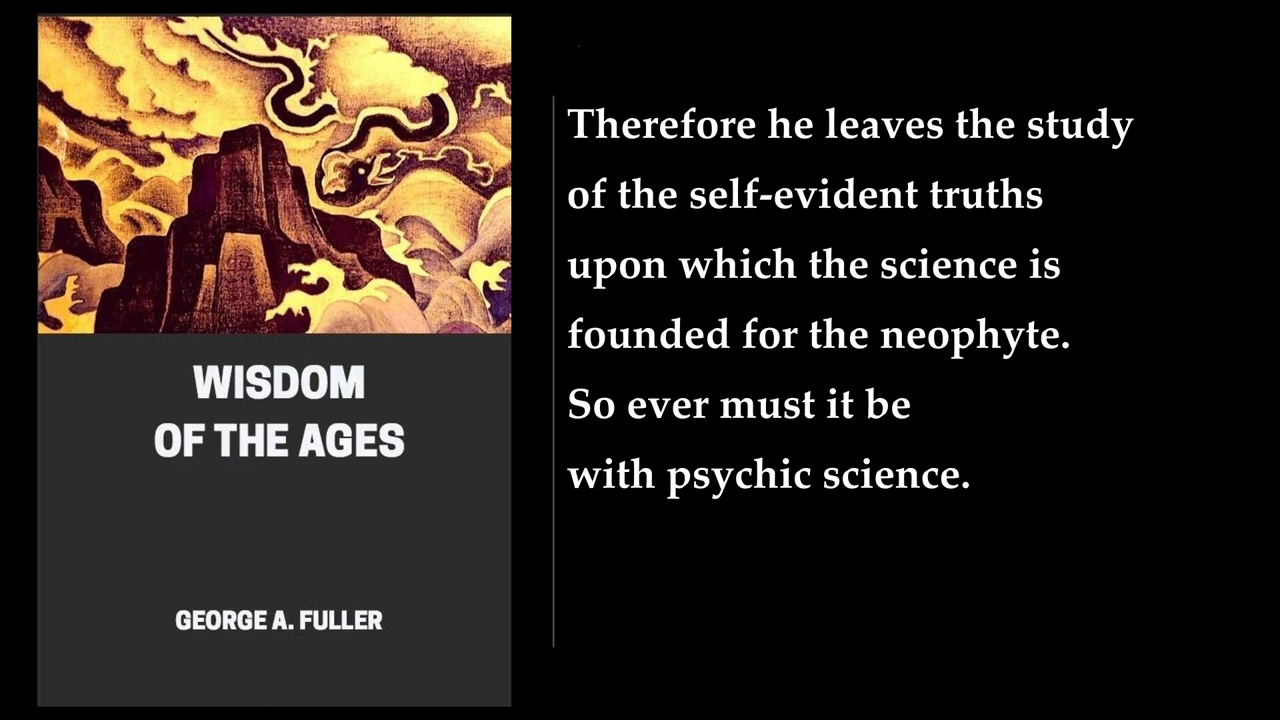 WISDOM
OF THE AGES
GEORGE A. FULLER
Therefore he leaves the study
of the self-evident truths
upon which the science is
founded for the neophyte.
So ever must it be
with psychic science.